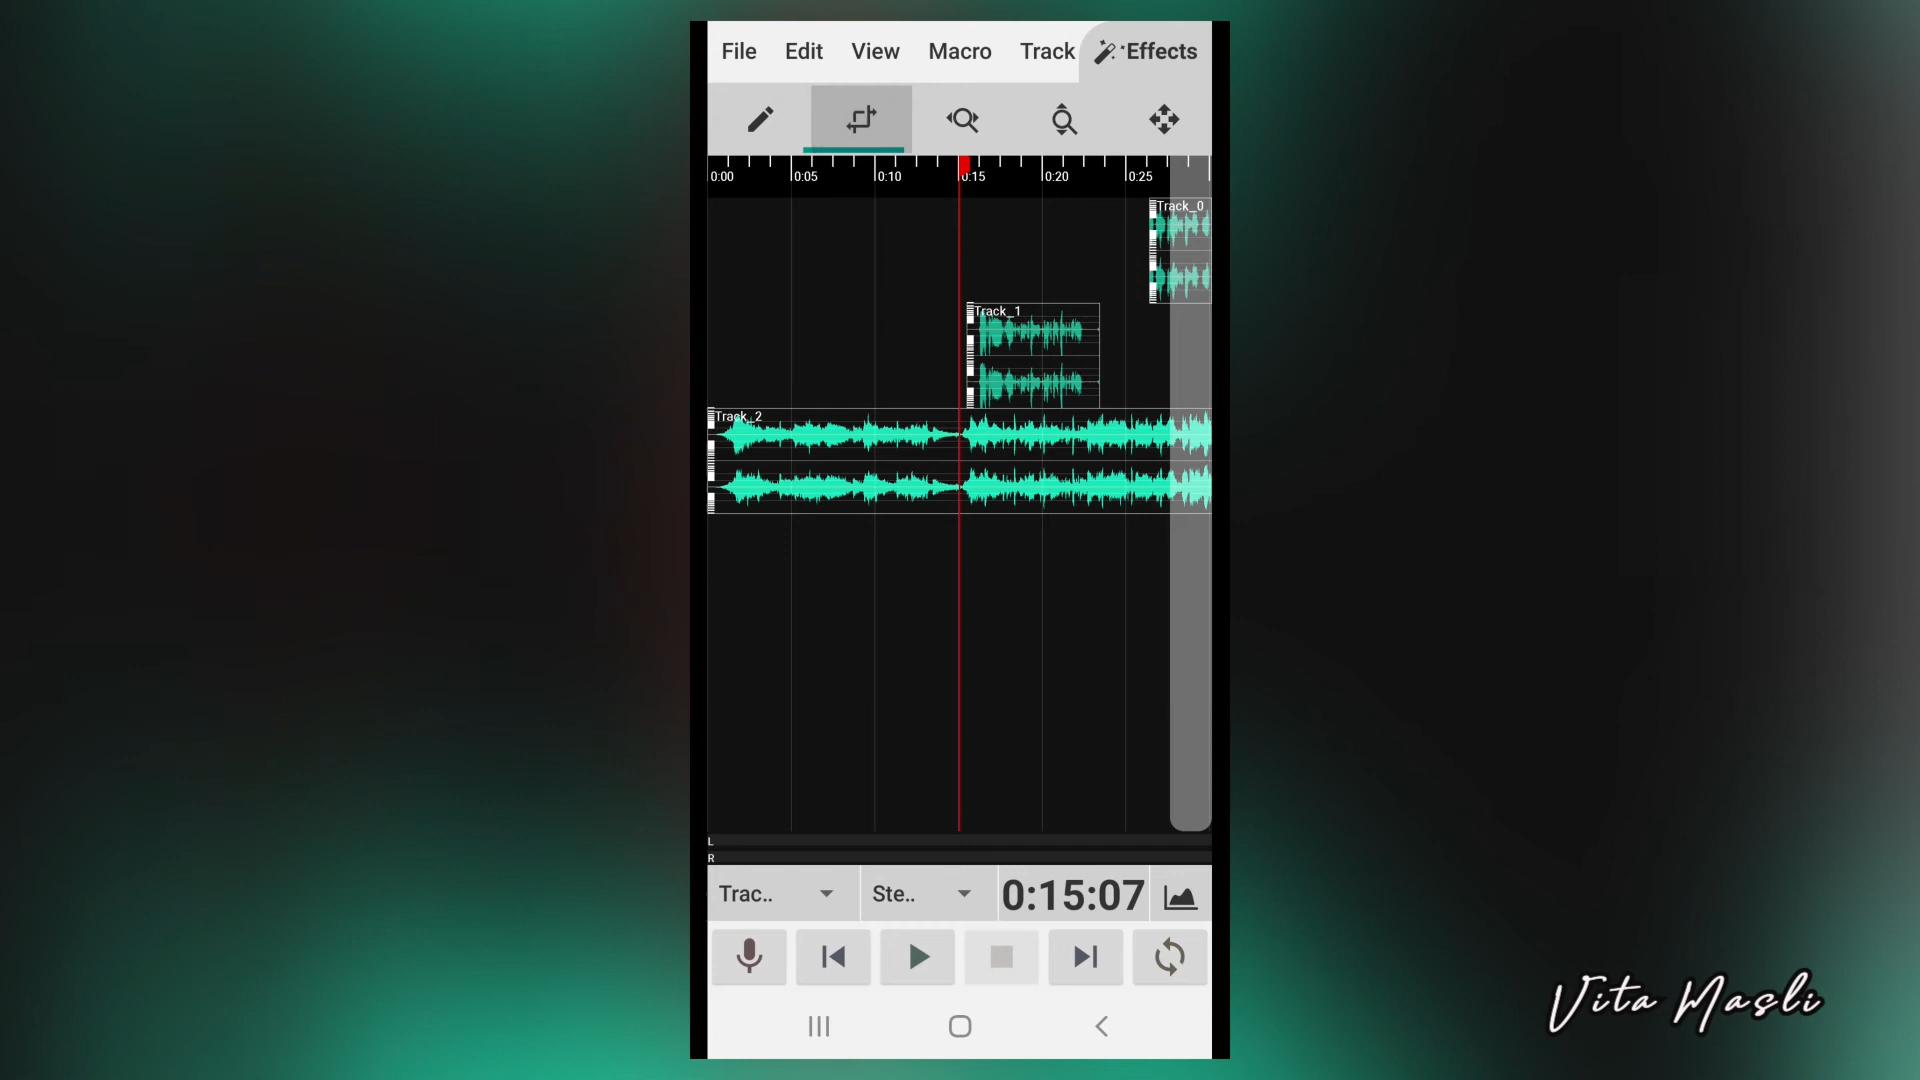 File Edit View Macro Track Effects
0:00 0:05 0:10 0:15 0:20 0:25
Track_0
Track_1
Track_2
L
R
Trac.. Ste.. 0:15:07
Vita Masli